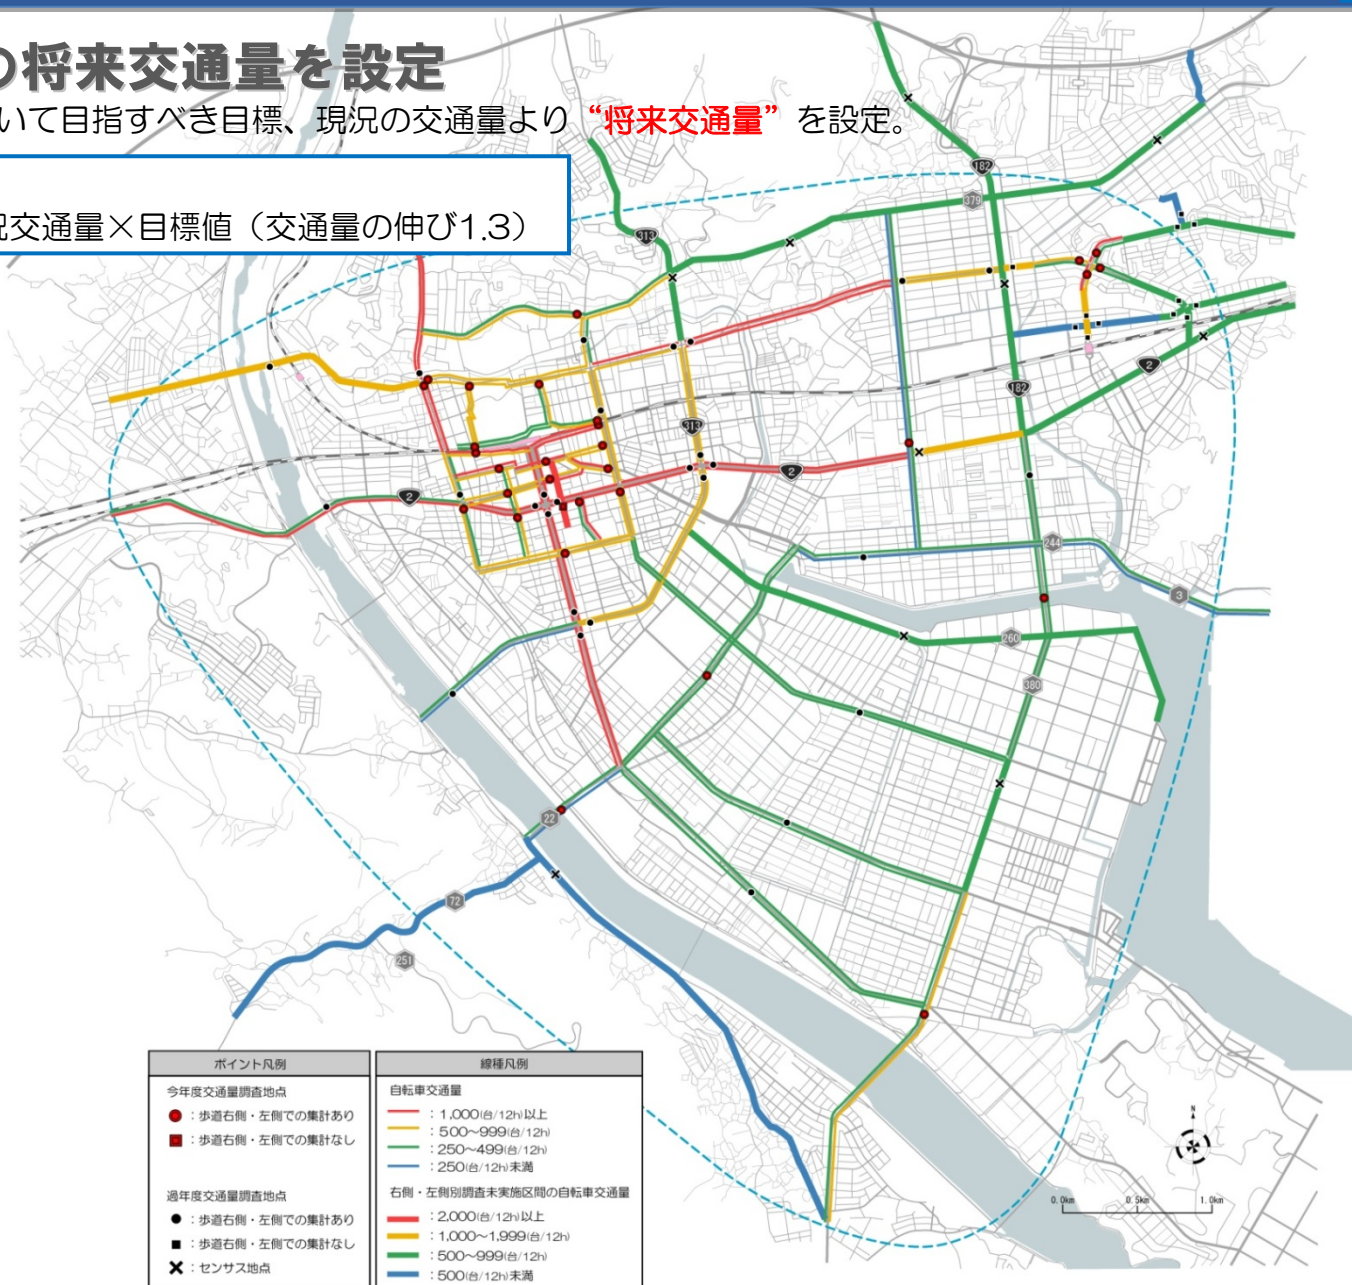 の将来交通量を設定
いて目指すべき目標、現況の交通量より“将来交通量”を設定。
況交通量×目標値（交通量の伸び1.3）
182
379
313
2
182
313
2
2
244
3
260
380
22
72
251
ポイント凡例
今年度交通量調査地点
：歩道右側・左側での集計あり
：歩道右側・左側での集計なし
過年度交通量調査地点
：歩道右側・左側での集計あり
：歩道右側・左側での集計なし
：センサス地点
線種凡例
自転車交通量
：1,000(台/12h)以上
：500～999(台/12h)
：250～499(台/12h)
：250(台/12h)未満
右側・左側別調査未実施区間の自転車交通量
：2,000(台/12h)以上
：1,000～1,999(台/12h)
：500～999(台/12h)
：500(台/12h)未満
N
0.0km 0.5km 1.0km